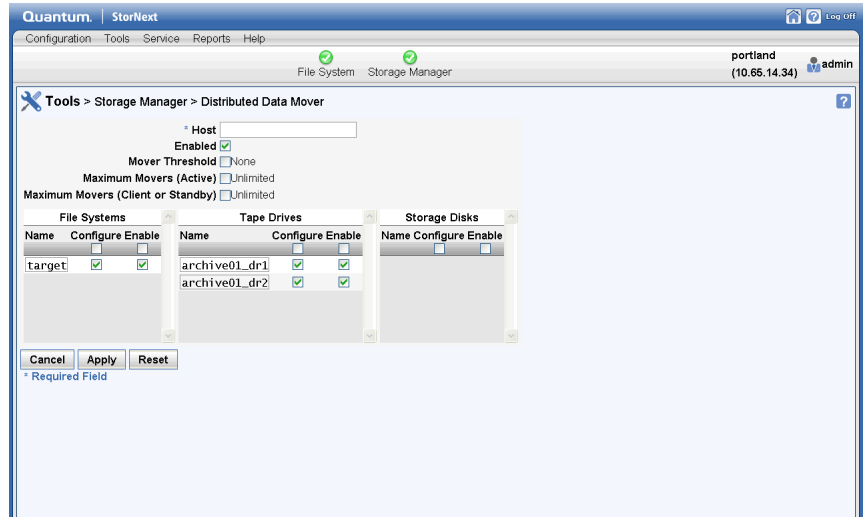 Quantum. StorNext Log Off
Configuration Tools Service Reports Help
File System Storage Manager
portland
(10.65.14.34)
admin
Tools > Storage Manager > Distributed Data Mover
* Host
Enabled
Mover Threshold None
Maximum Movers (Active) Unlimited
Maximum Movers (Client or Standby) Unlimited
File Systems Tape Drives Storage Disks
Name Configure Enable Name Configure Enable Name Configure Enable
target archive01_dr1
archive01_dr2
Cancel Apply Reset
* Required Field